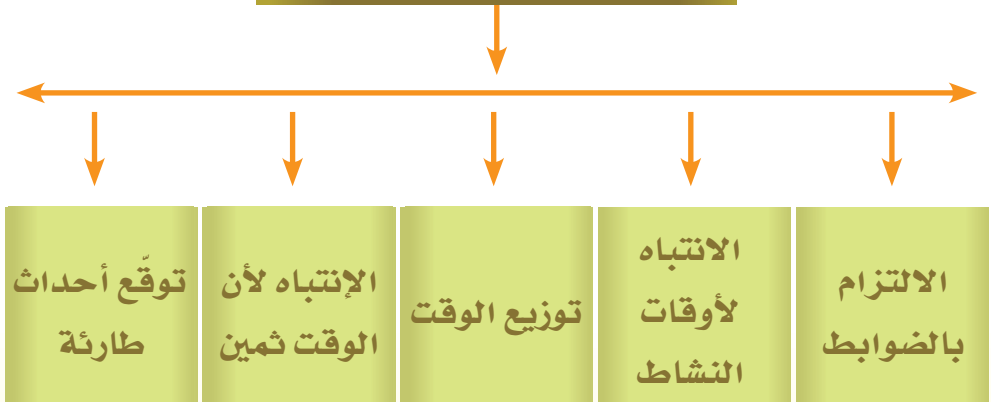 الالتزام
بالضوابط
الانتباه
لأوقات
النشاط
توزيع الوقت
الإنتباه لأن
الوقت ثمين
توقّع أحداث
طارئة